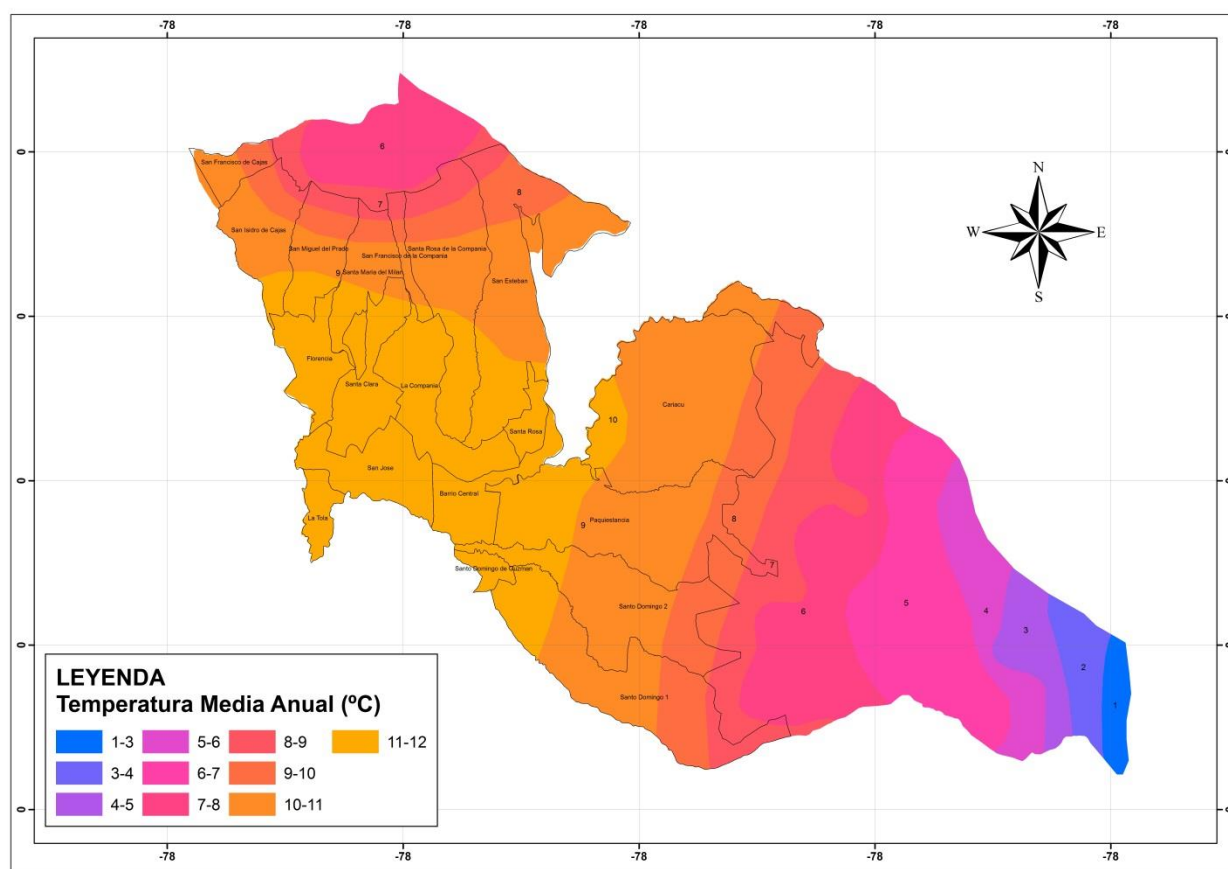 -78 -78 -78 -78 -78
0 0
N
W E
S
6
San Francisco de Cajas
7
8
San Isidro de Cajas
San Miguel del Prado
Santa Rosa de la Compania
San Francisco de la Compania
9
Santa Maria del Milan
San Esteban
0 0
Florencia
Santa Clara
La Compania
Cariacu
10
Santa Rosa
San Jose
0 0
Barrio Central
La Tola
9
Paquiestancia
8
Santo Domingo de Guzman
7
Santo Domingo 2
6
5
4
3
0 0
2
Santo Domingo 1
1
LEYENDA
Temperatura Media Anual (ºC)
1-3 5-6 8-9 11-12
3-4 6-7 9-10
4-5 7-8 10-11
0 0
-78 -78 -78 -78 -78